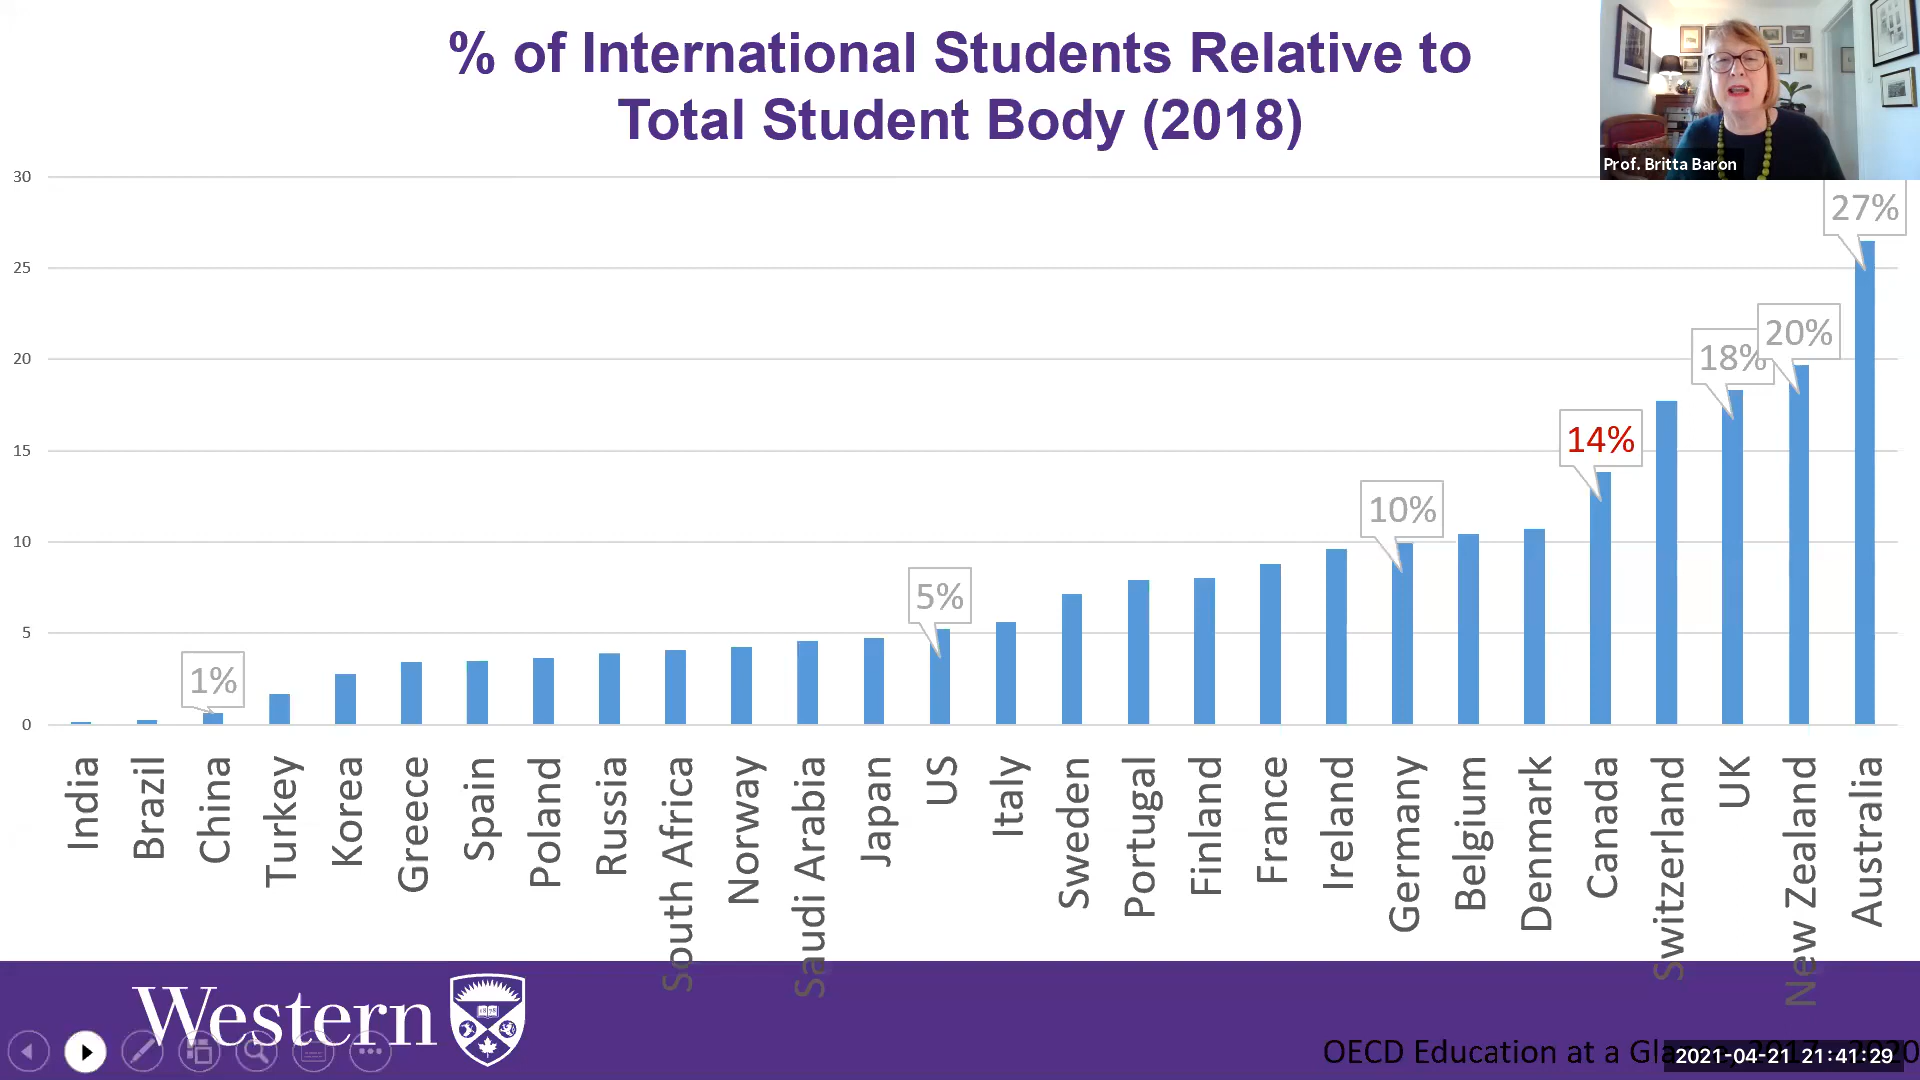 % of International Students Relative to
Total Student Body (2018)
Prof. Britta Baron
30
25
20
15
10
5
0
1%
5%
10%
14%
18%
20%
27%
India
Brazil
China
Turkey
Korea
Greece
Spain
Poland
Russia
South Africa
Norway
Saudi Arabia
Japan
US
Italy
Sweden
Portugal
Finland
France
Ireland
Germany
Belgium
Denmark
Canada
Switzerland
UK
New Zealand
Australia
Western
1878
OECD Education at a
2021-04-21 21:41:29